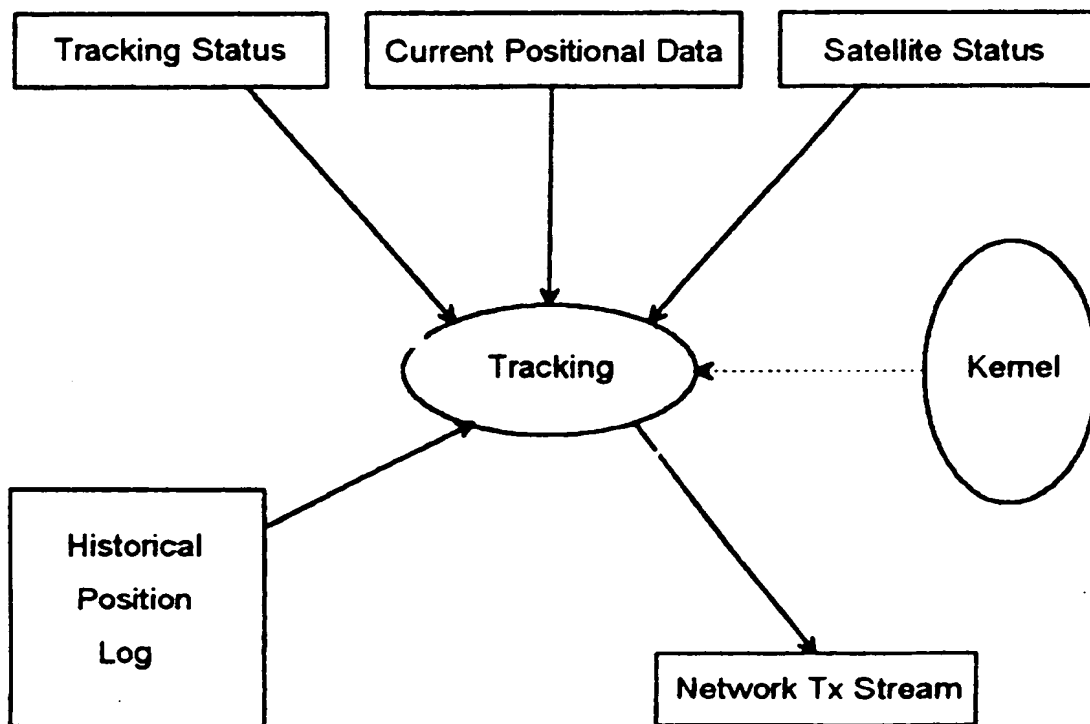 Tracking Status
Current Positional Data
Satellite Status
Tracking
Kernel
Historical
Position
Log
Network Tx Stream